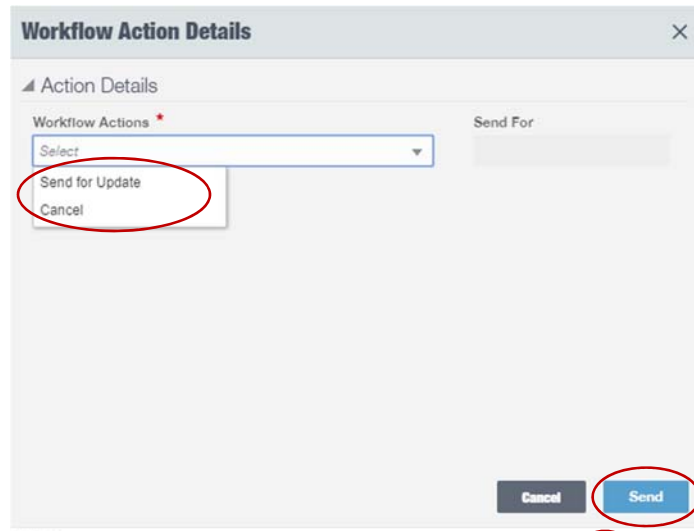 Workflow Action Details
Action Details
Workflow Actions * Send For
Select
Send for Update
Cancel
Cancel Send